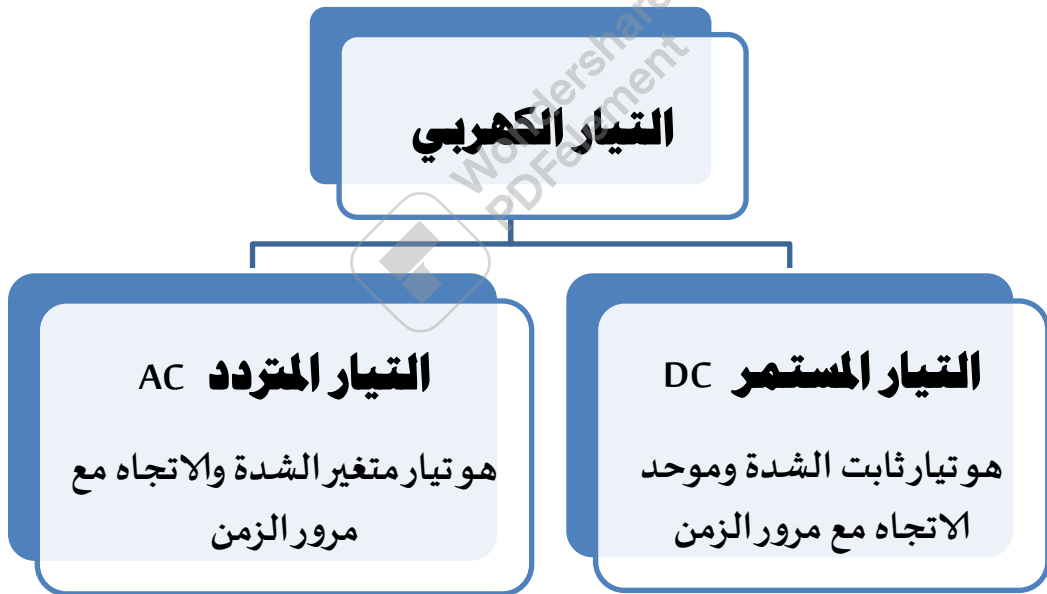 التيار الكهربي
التيار المستمر DC
هو تيار ثابت الشدة وموحد
الاتجاه مع مرور الزمن
التيار المتردد AC
هو تيار متغير الشدة والاتجاه مع
مرور الزمن
Wondershare
PDFelement